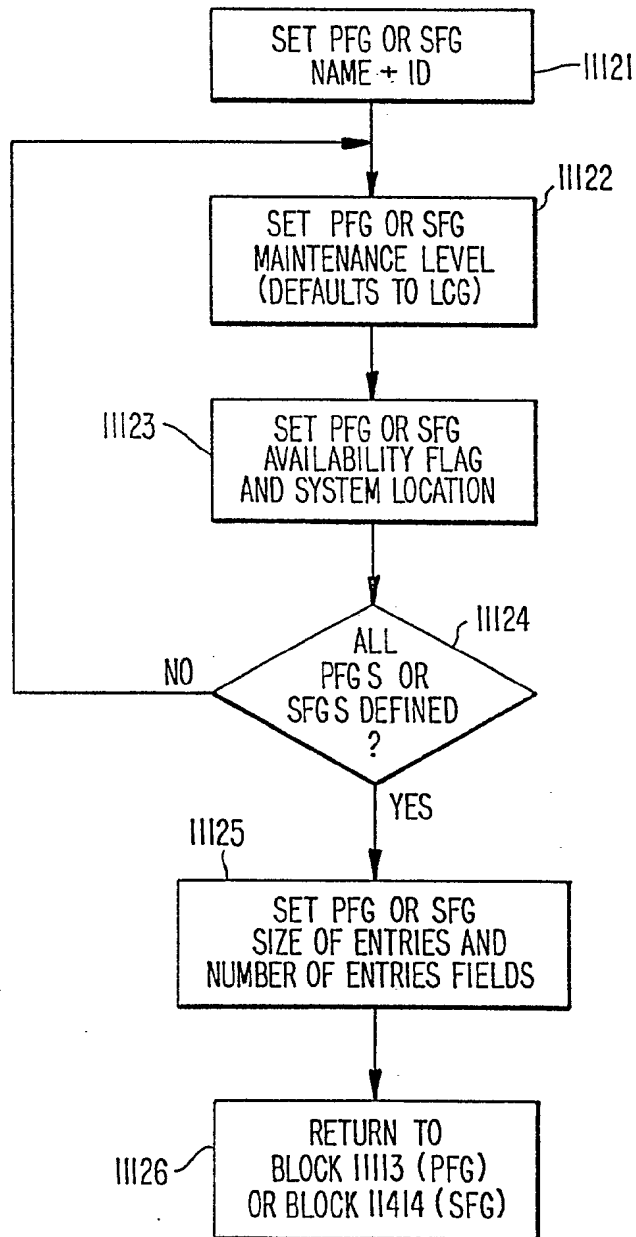 SET PFG OR SFG
NAME + ID
11121
11122
SET PFG OR SFG
MAINTENANCE LEVEL
(DEFAULTS TO LCG)
11123
SET PFG OR SFG
AVAILABILITY FLAG
AND SYSTEM LOCATION
11124
ALL
PFGS OR
SFGS DEFINED
?
NO
YES
11125
SET PFG OR SFG
SIZE OF ENTRIES AND
NUMBER OF ENTRIES FIELDS
11126
RETURN TO
BLOCK 11113 (PFG)
OR BLOCK 11414 (SFG)